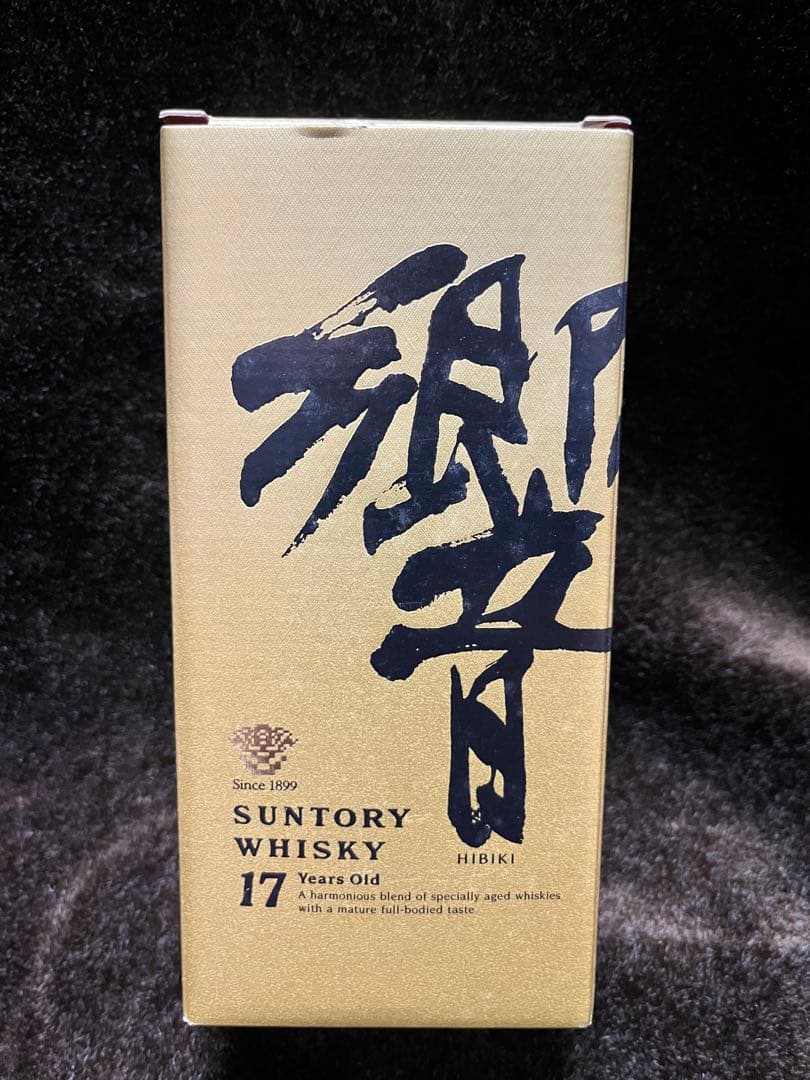 響
Since 1899
SUNTORY
WHISKY
HIBIKI
17 Years Old
A harmonious blend of specially aged whiskies
with a mature full-bodied taste